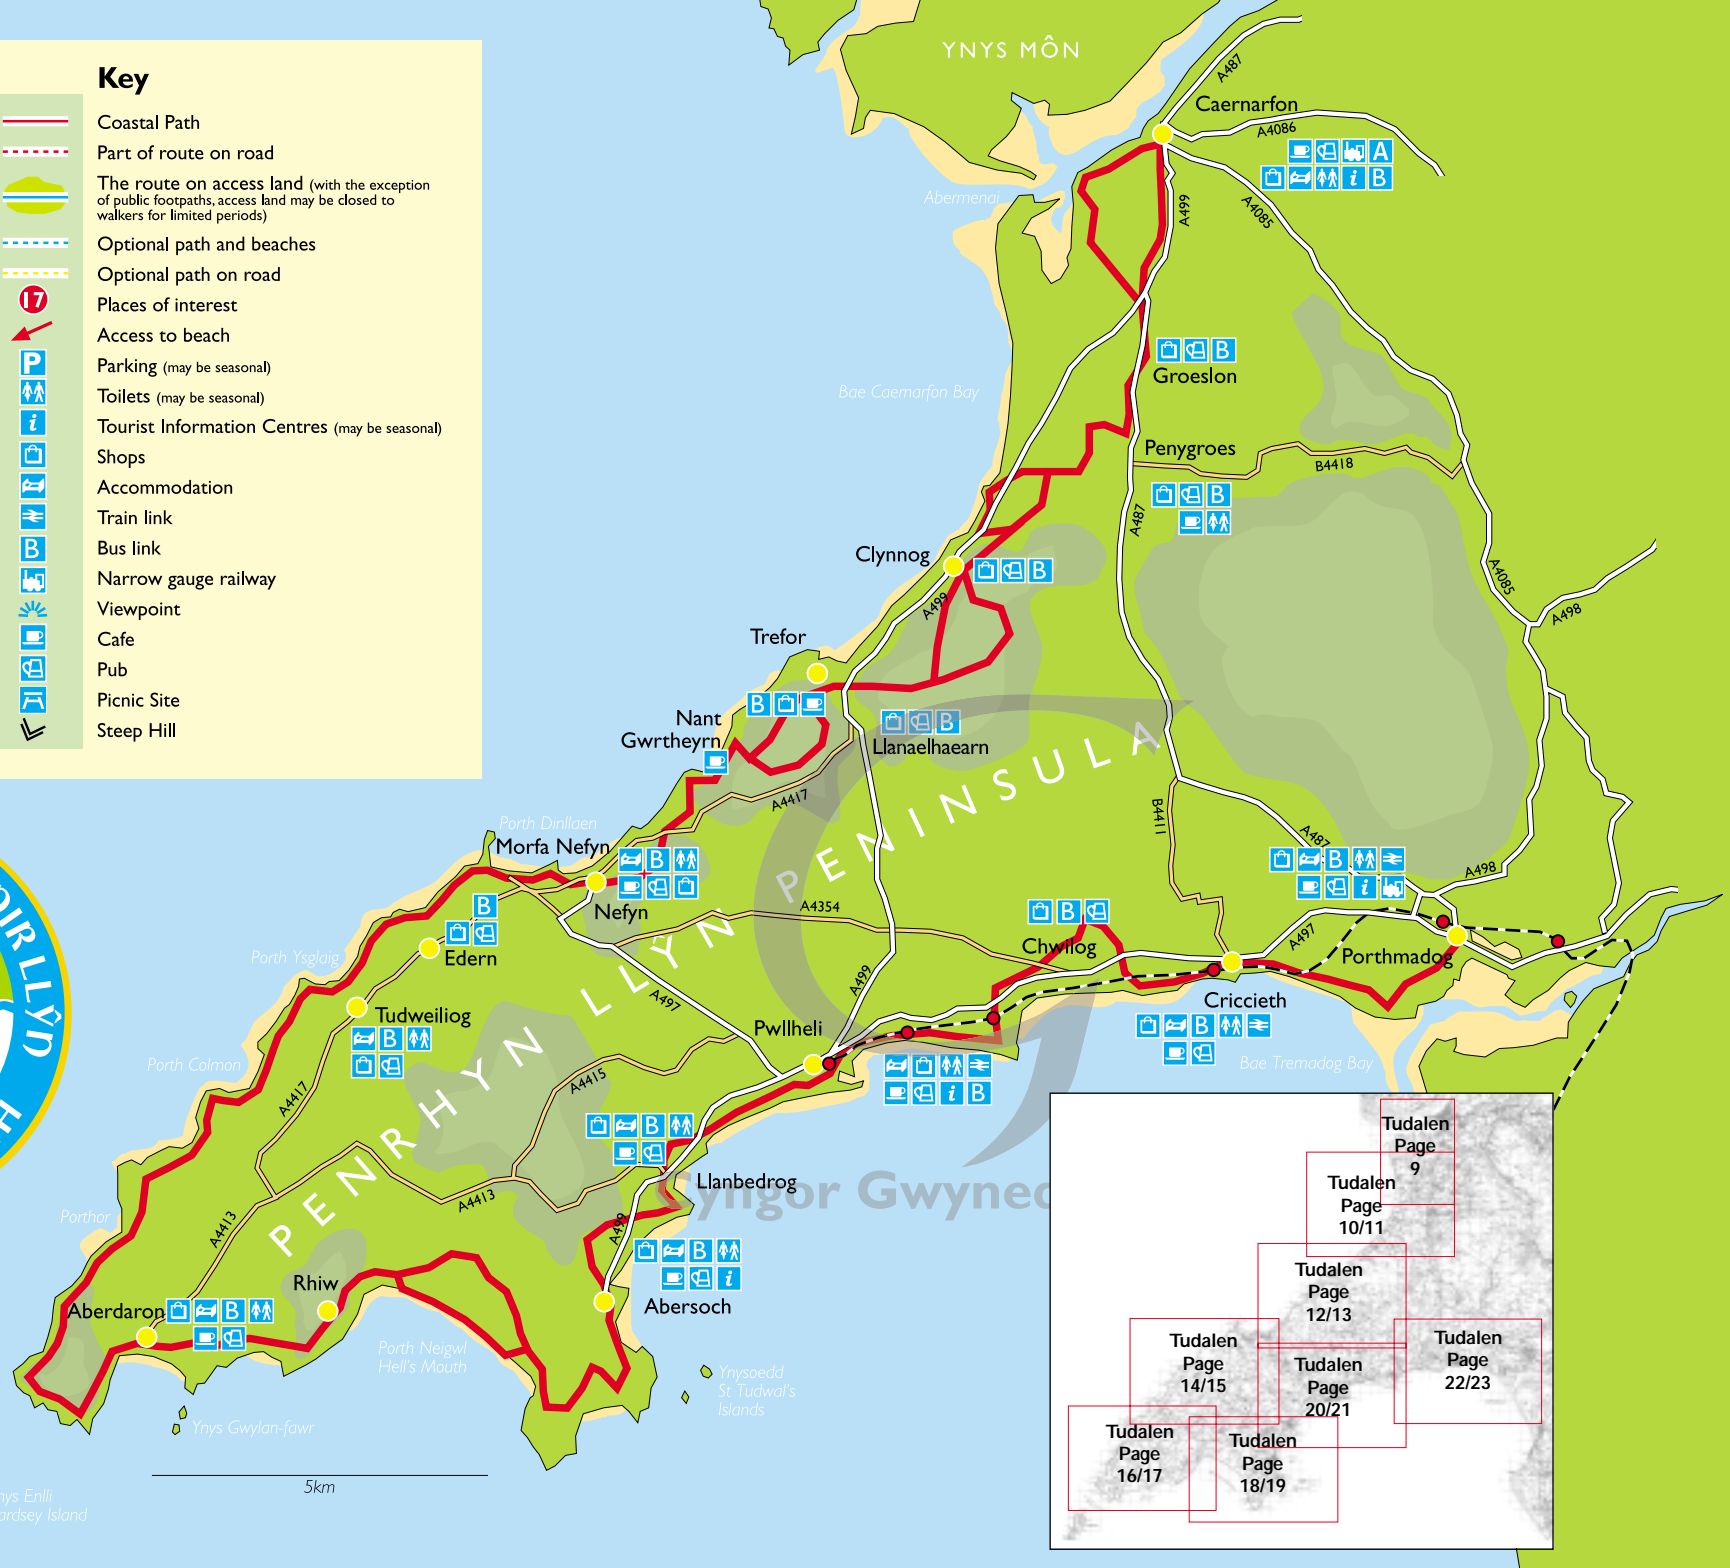 Key
Coastal Path
Part of route on road
The route on access land (with the exception
of public footpaths, access land may be closed to
walkers for limited periods)
Optional path and beaches
Optional path on road
17
Places of interest
Access to beach
P
Parking (may be seasonal)
Toilets (may be seasonal)
i
Tourist Information Centres (may be seasonal)
Shops
Accommodation
Train link
B
Bus link
Narrow gauge railway
Viewpoint
Cafe
Pub
Picnic Site
Steep Hill
YNYS MÔN
A487
Caernarfon
A4086
A
i B
Abermenai
A499
A4085
Bae Caernarfon Bay
B
Groeslon
Penygroes
B4418
B
A487
Clynnog
B
A499
A4085
A498
Trefor
B
Nant
Gwrtheyrn
B
Llanaelhaearn
A4417
B4411
PENRHYN LLŶN PENINSULA
Porth Dinllaen
Morfa Nefyn
B
Nefyn
A4354
A487
B
i
A498
B
Chwilog
A497
Porthmadog
B
Edern
Porth Ysglaig
Tudweiliog
B
A497
A499
Pwllheli
Criccieth
B
Bae Tremadog Bay
Porth Colmon
A4417
A4415
B
i B
B
Llanbedrog
Cyngor Gwyned
A4413
A4413
Porthor
A499
B
i
Abersoch
Rhiw
Aberdaron
B
Porth Neigwl
Hell's Mouth
Ynysoedd
St Tudwal's
Islands
Ynys Gwylan-fawr
5km
nys Enlli
ardsey Island
OIR LLŶN
H
Tudalen
Page
9
Tudalen
Page
10/11
Tudalen
Page
12/13
Tudalen
Page
14/15
Tudalen
Page
20/21
Tudalen
Page
22/23
Tudalen
Page
16/17
Tudalen
Page
18/19